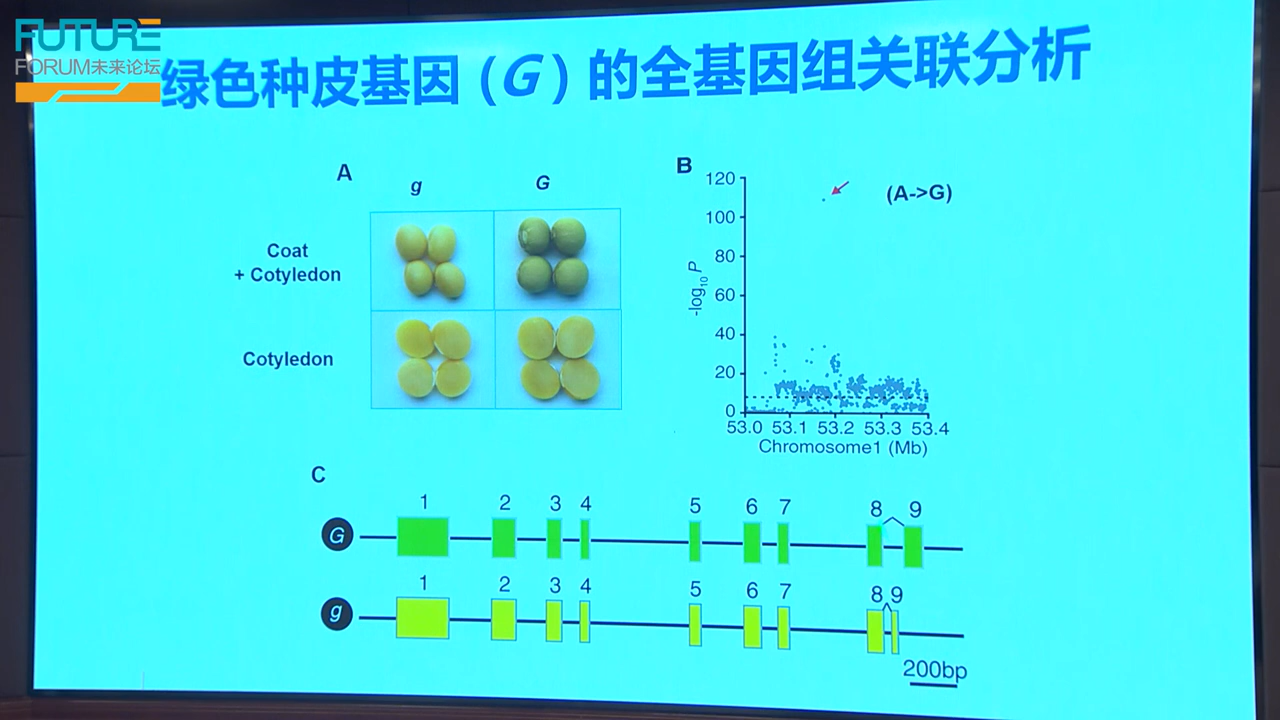 FUTURE
FORUM未来论坛
绿色种皮基因（G）的全基因组关联分析
A
g
G
Coat
+ Cotyledon
Cotyledon
B
(A->G)
-log10 P
120
100
80
60
40
20
0
53.0 53.1 53.2 53.3 53.4
Chromosome1 (Mb)
C
1 2 3 4 5 6 7 8 9
G
1 2 3 4 5 6 7 8 9
g
200bp